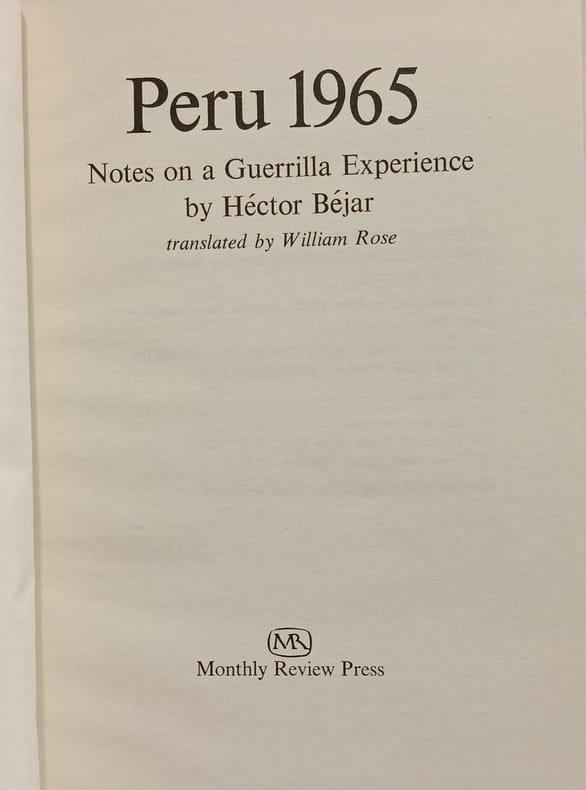 Peru 1965
Notes on a Guerrilla Experience
by Héctor Béjar
translated by William Rose
MR
Monthly Review Press